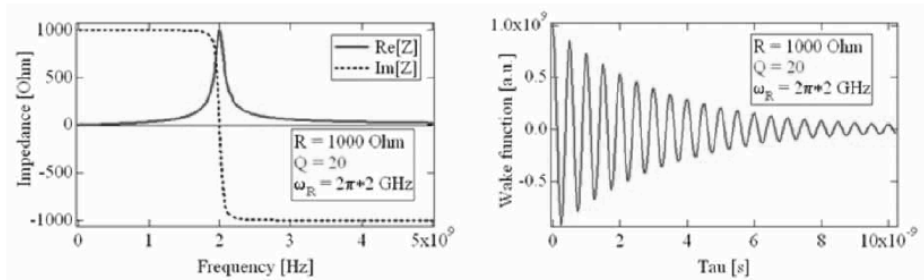 1000
500
0
-500
-1000
Impedance [Ohm]
Re[Z]
Im[Z]
R = 1000 Ohm
Q = 20
ω_R = 2π*2 GHz
0 1 2 3 4 5x10^9
Frequency [Hz]
1.0x10^9
0.5
0.0
-0.5
Wake function [a.u.]
R = 1000 Ohm
Q = 20
ω_R = 2π*2 GHz
0 2 4 6 8 10x10^-9
Tau [s]